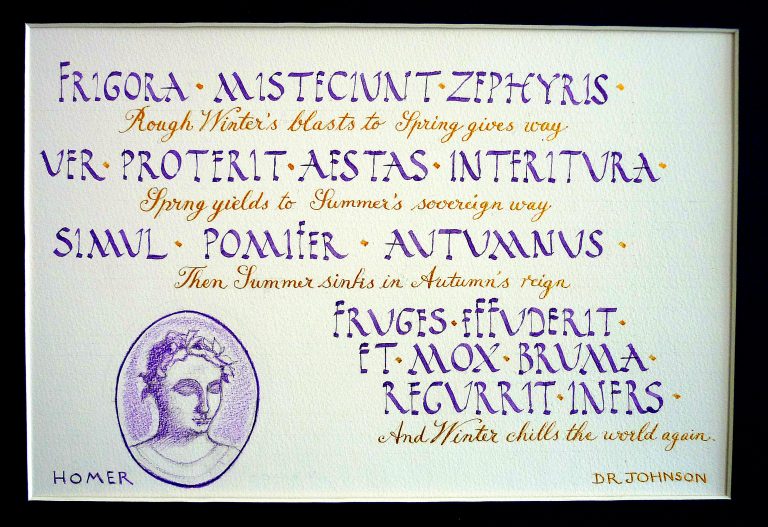 FRIGORA · MISTECIUNT · ZEPHYRIS ·
Rough Winter's blasts to Spring gives way
VER · PROTERIT · AESTAS · INTERITURA ·
Sprng yields to Summer's sovereign way
SIMUL · POMIFER · AUTUMNUS ·
Then Summer sinks in Autumn's reign
FRUGES · EFFUDERIT ·
ET · MOX · BRUMA ·
RECURRIT · INERS ·
And Winter chills the world again.
HOMER
DR JOHNSON